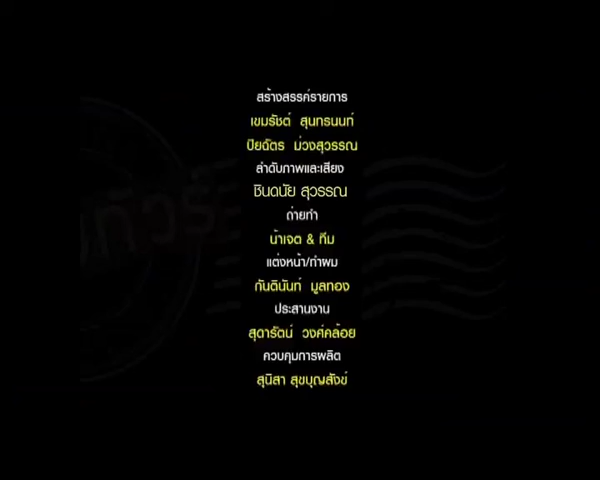 สร้างสรรค์รายการ
เขมรัชต์ สุนทรนนท์
ปิยฉัตร ม่วงสุวรรณ
ลำดับภาพและเสียง
ชินดนัย สุวรรณ
ถ่ายทำ
น้าเจต & ทีม
แต่งหน้า/ทำผม
กันตินันท์ มูลทอง
ประสานงาน
สุดารัตน์ วงศ์คล้อย
ควบคุมการผลิต
สุนิสา สุขบุญสังข์